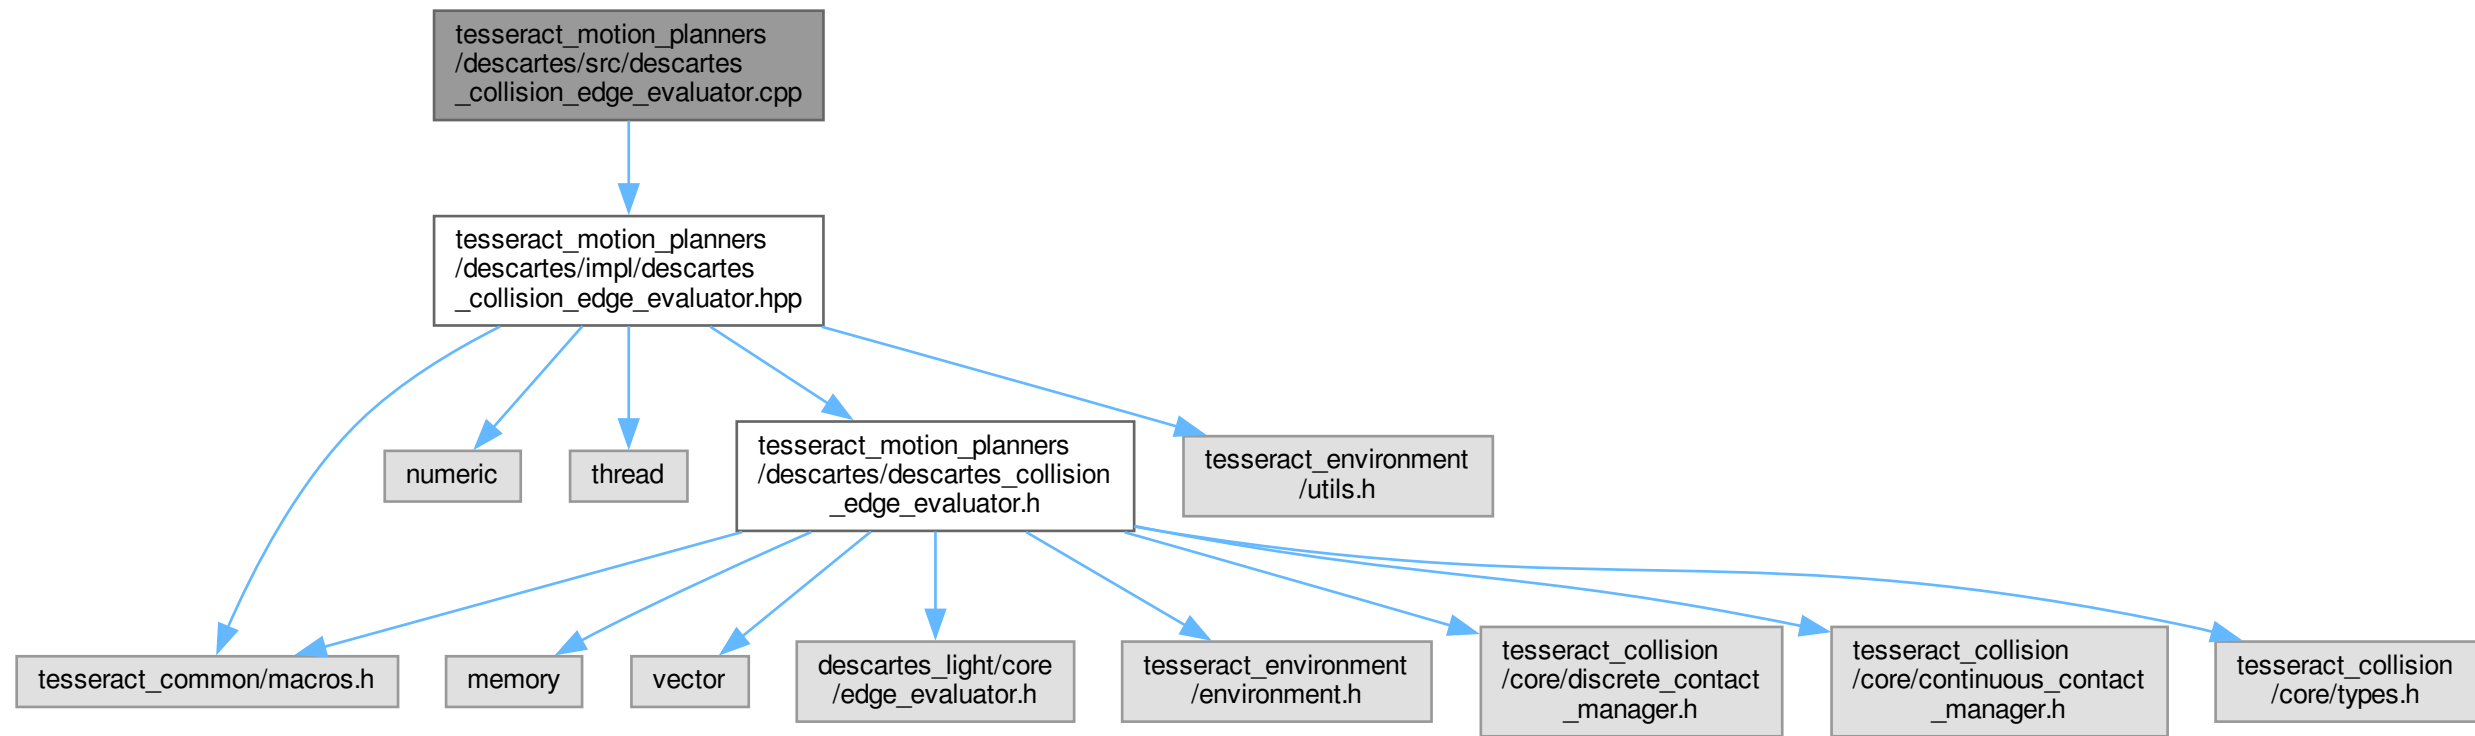 tesseract_motion_planners
/descartes/src/descartes
_collision_edge_evaluator.cpp
tesseract_motion_planners
/descartes/impl/descartes
_collision_edge_evaluator.hpp
numeric
thread
tesseract_motion_planners
/descartes/descartes_collision
_edge_evaluator.h
tesseract_environment
/utils.h
tesseract_common/macros.h
memory
vector
descartes_light/core
/edge_evaluator.h
tesseract_environment
/environment.h
tesseract_collision
/core/discrete_contact
_manager.h
tesseract_collision
/core/continuous_contact
_manager.h
tesseract_collision
/core/types.h